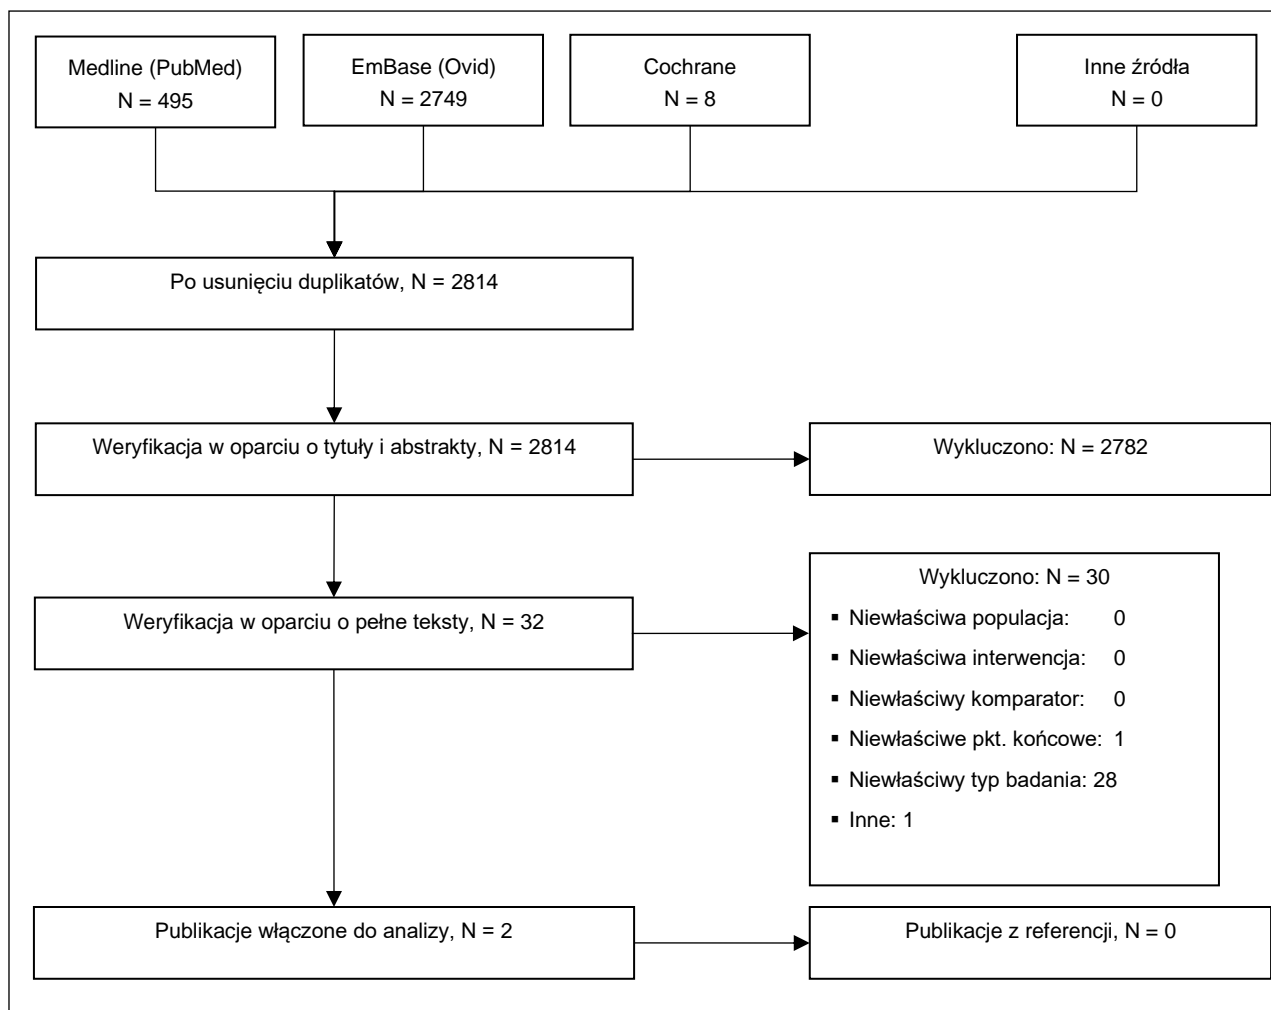 Medline (PubMed)
N = 495
EmBase (Ovid)
N = 2749
Cochrane
N = 8
Inne źródła
N = 0
Po usunięciu duplikatów, N = 2814
Weryfikacja w oparciu o tytuły i abstrakty, N = 2814
Wykluczono: N = 2782
Weryfikacja w oparciu o pełne teksty, N = 32
Wykluczono: N = 30
▪ Niewłaściwa populacja: 0
▪ Niewłaściwa interwencja: 0
▪ Niewłaściwy komparator: 0
▪ Niewłaściwe pkt. końcowe: 1
▪ Niewłaściwy typ badania: 28
▪ Inne: 1
Publikacje włączone do analizy, N = 2
Publikacje z referencji, N = 0